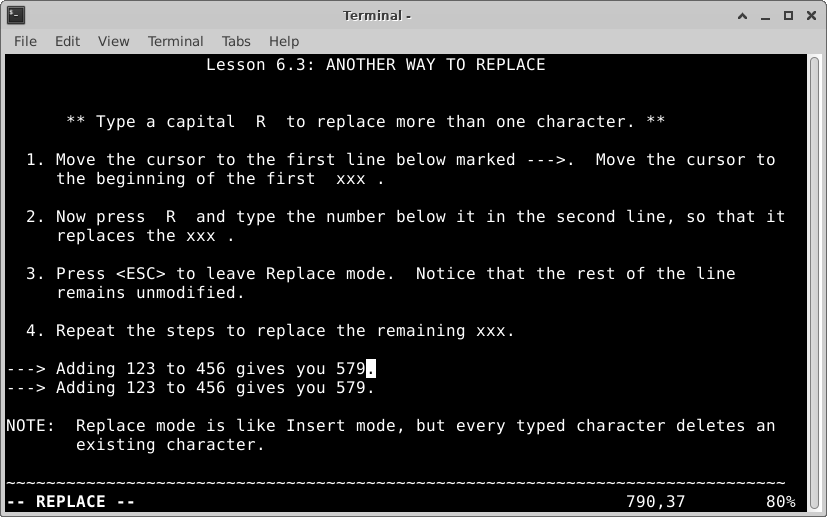 Terminal -
File Edit View Terminal Tabs Help
Lesson 6.3: ANOTHER WAY TO REPLACE
** Type a capital  R  to replace more than one character. **
1. Move the cursor to the first line below marked --->.  Move the cursor to
the beginning of the first  xxx .
2. Now press  R  and type the number below it in the second line, so that it
replaces the xxx .
3. Press <ESC> to leave Replace mode.  Notice that the rest of the line
remains unmodified.
4. Repeat the steps to replace the remaining xxx.
---> Adding 123 to 456 gives you 579.
---> Adding 123 to 456 gives you 579.
NOTE:  Replace mode is like Insert mode, but every typed character deletes an
existing character.
~~~~~~~~~~~~~~~~~~~~~~~~~~~~~~~~~~~~~~~~~~~~~~~~~~~~~~~~~~~~~~~~~~~~~~~~~~~~~~
-- REPLACE -- 790,37 80%